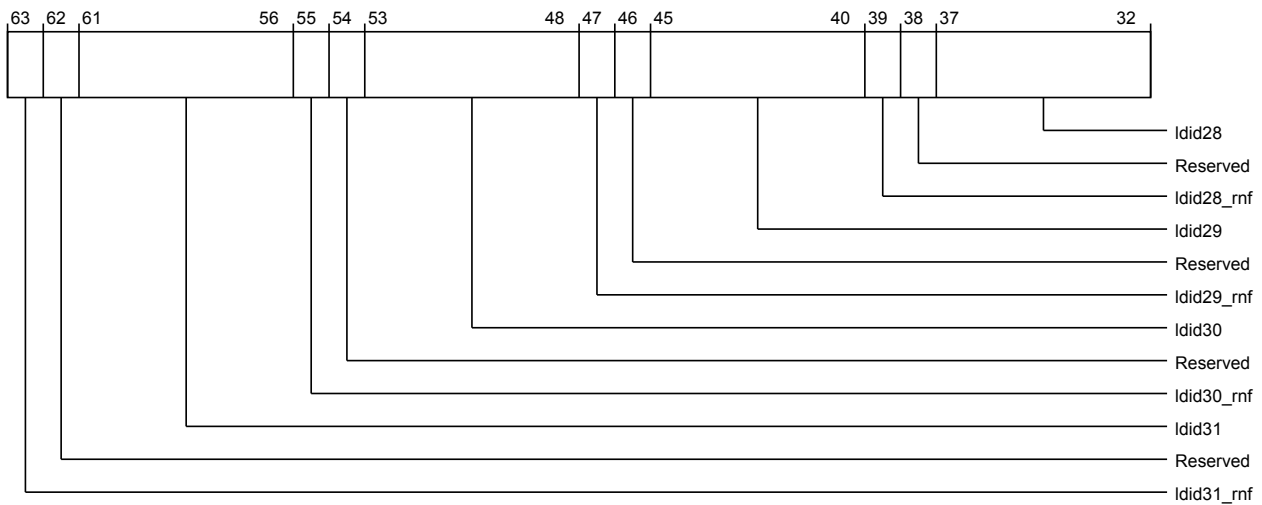 63 62 61 56 55 54 53 48 47 46 45 40 39 38 37 32
ldid28
Reserved
ldid28_rnf
ldid29
Reserved
ldid29_rnf
ldid30
Reserved
ldid30_rnf
ldid31
Reserved
ldid31_rnf